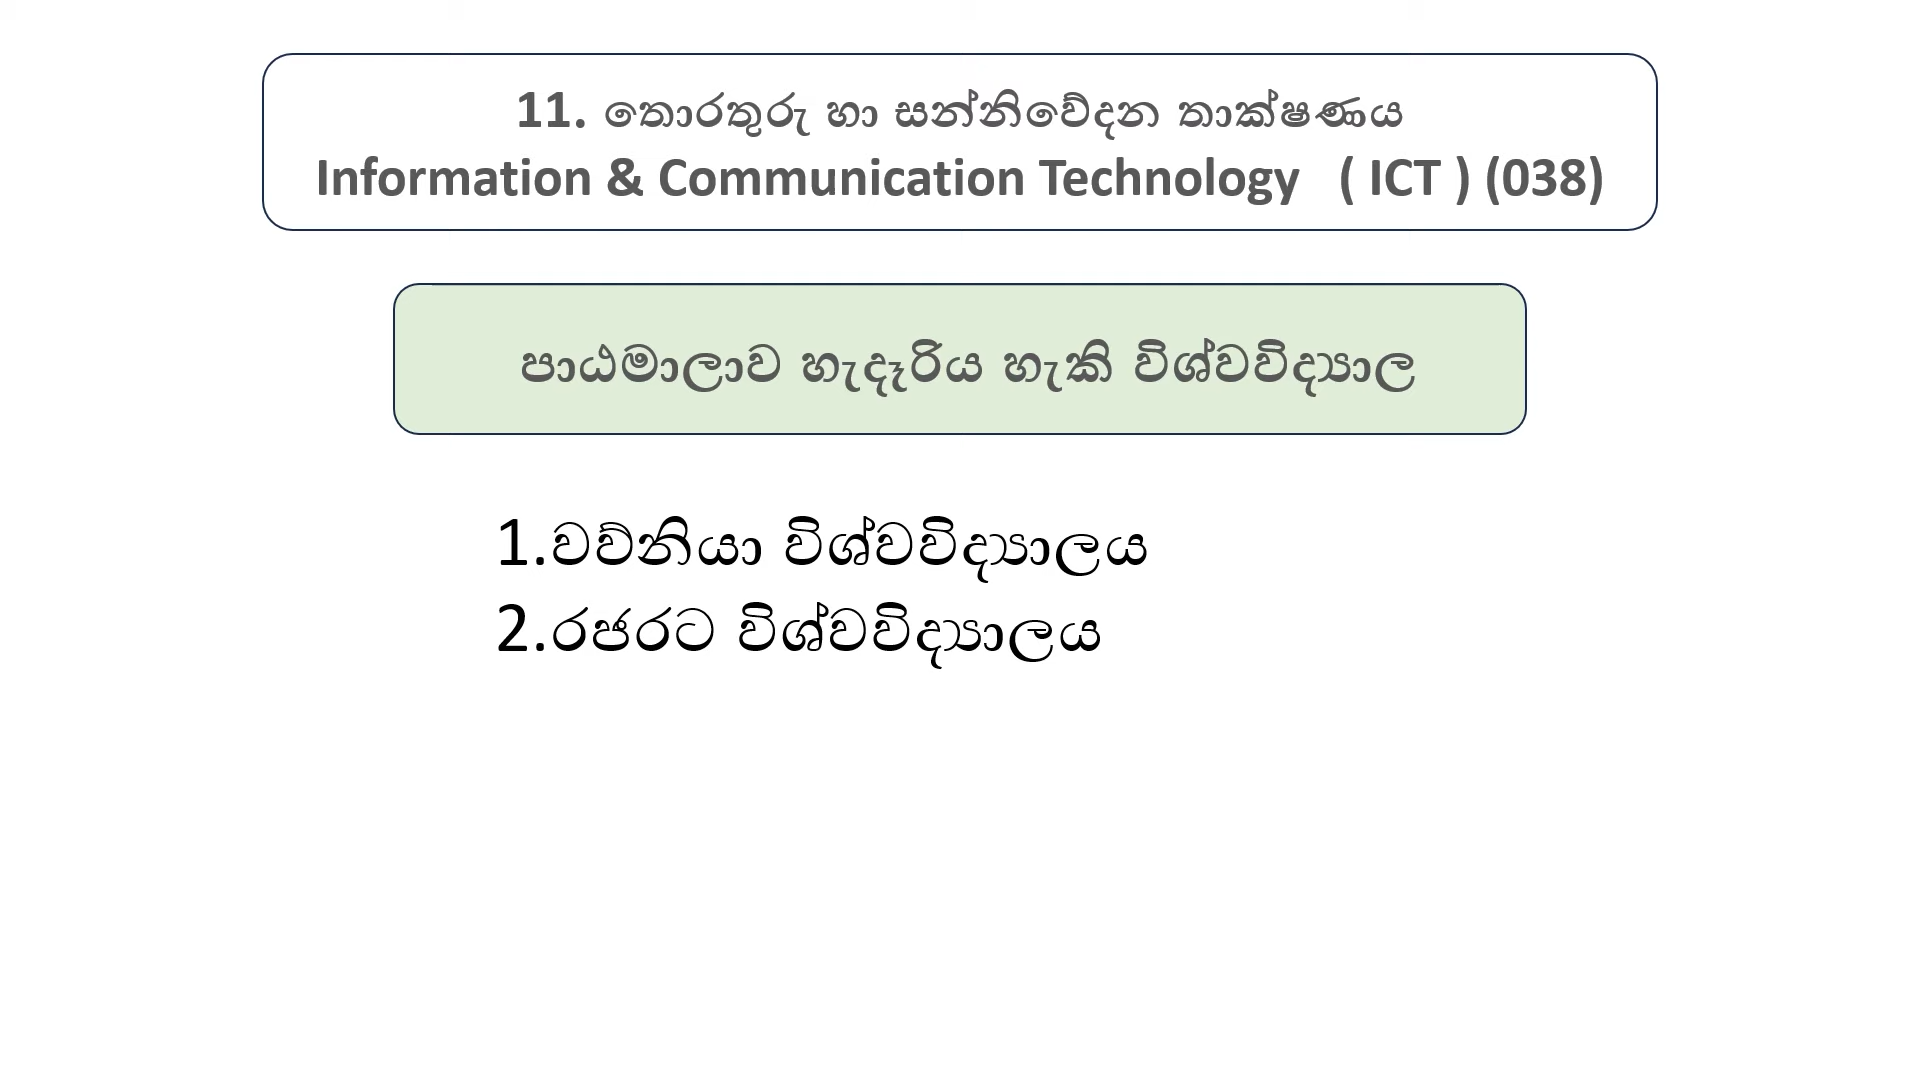 11. තොරතුරු හා සන්නිවේදන තාක්ෂණය
Information & Communication Technology ( ICT ) (038)
පාඨමාලාව හැදෑරිය හැකි විශ්වවිද්‍යාල
1.වව්නියා විශ්වවිද්‍යාලය
2.රජරට විශ්වවිද්‍යාලය